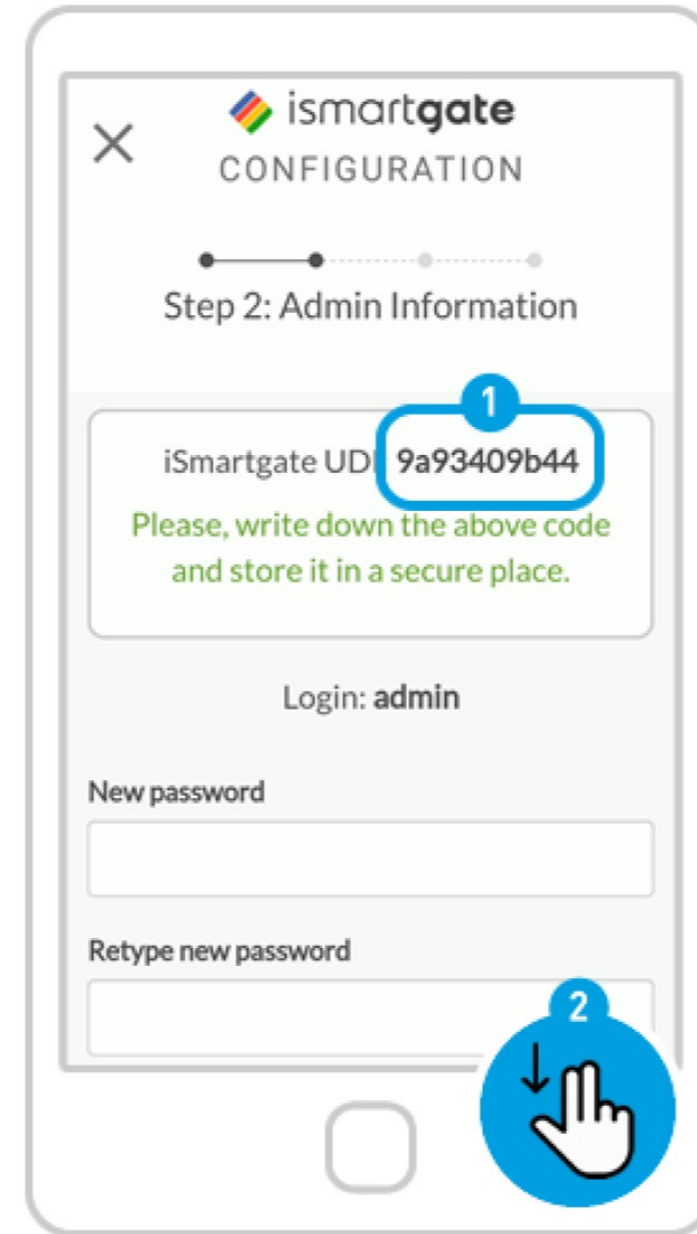 ismartgate
CONFIGURATION
Step 2: Admin Information
1
iSmartgate UDI 9a93409b44
Please, write down the above code
and store it in a secure place.
Login: admin
New password
Retype new password
2